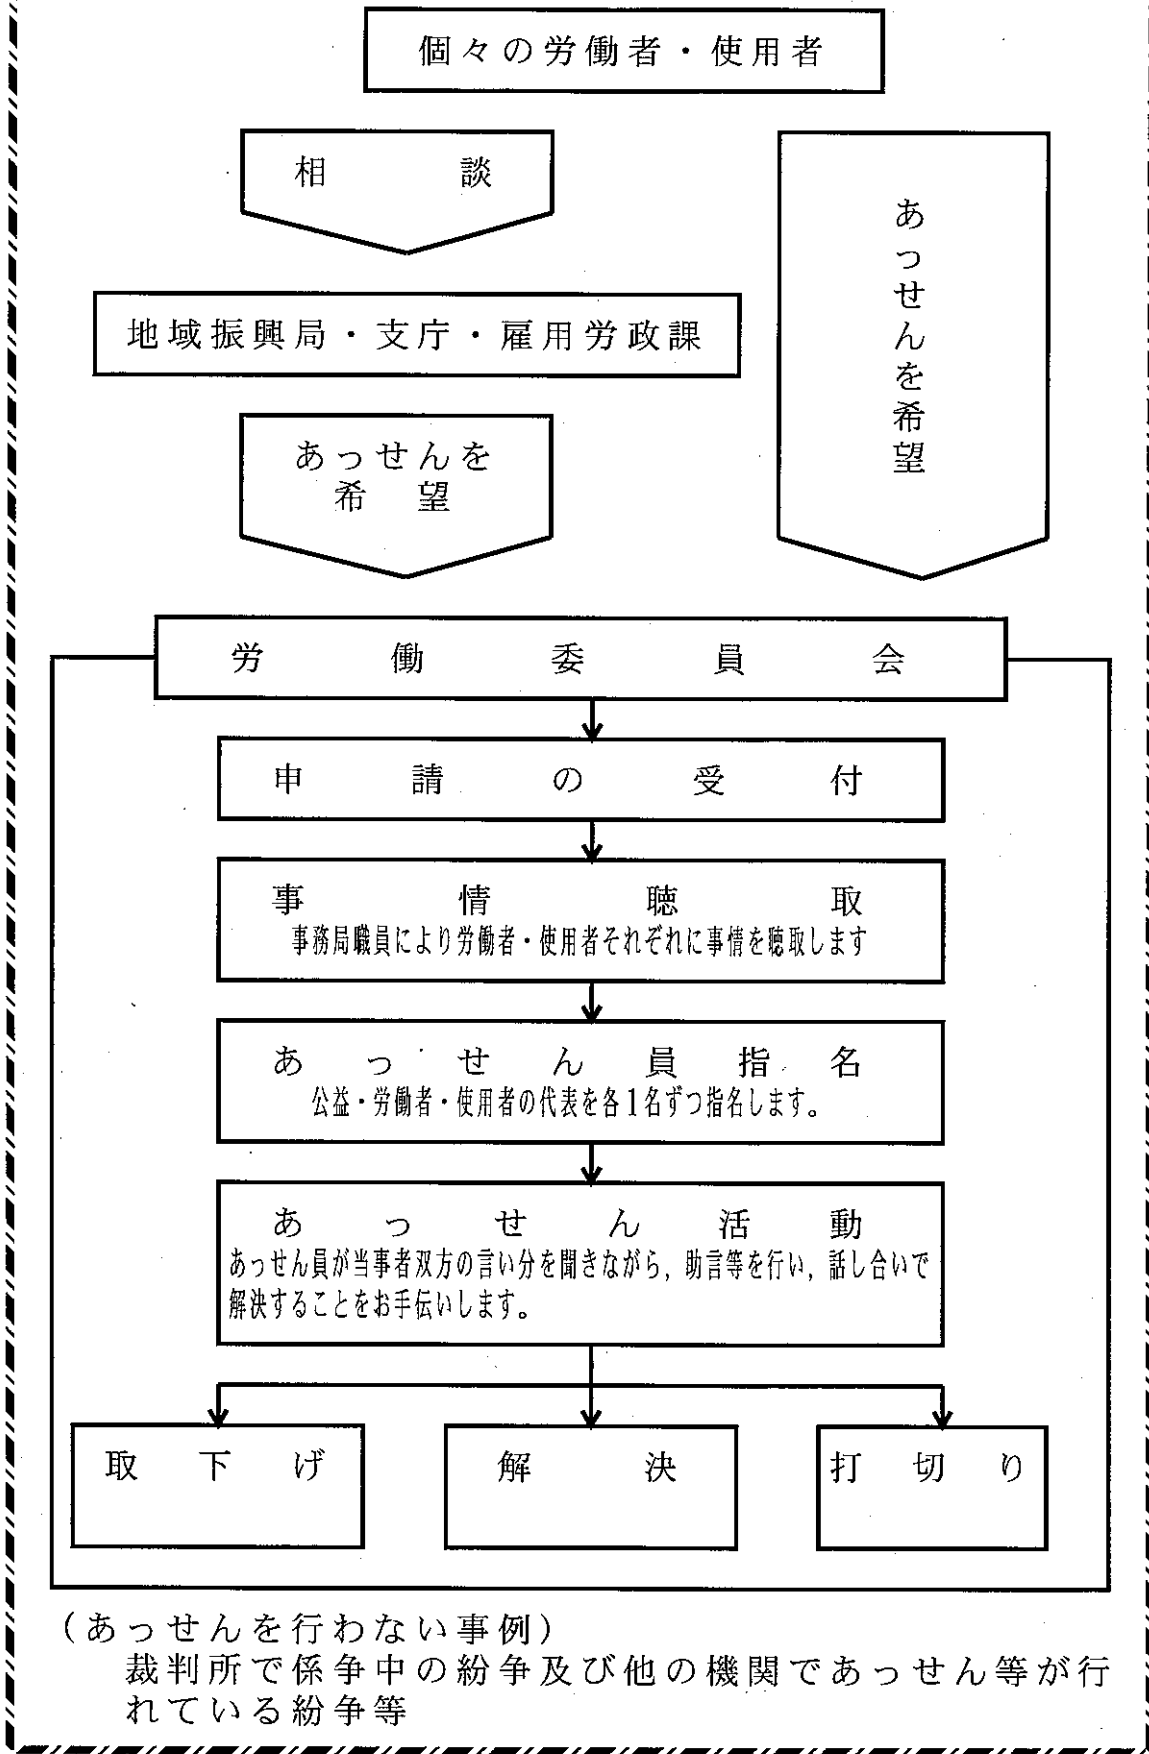 個々の労働者・使用者
相談
地域振興局・支庁・雇用労政課
あっせんを
希望
あっせんを希望
労働委員会
申請の受付
事情聴取
事務局職員により労働者・使用者それぞれに事情を聴取します
あっせん員指名
公益・労働者・使用者の代表を各1名ずつ指名します。
あっせん活動
あっせん員が当事者双方の言い分を聞きながら,助言等を行い,話し合いで
解決することをお手伝いします。
取下げ
解決
打切り
(あっせんを行わない事例)
裁判所で係争中の紛争及び他の機関であっせん等が行
れている紛争等